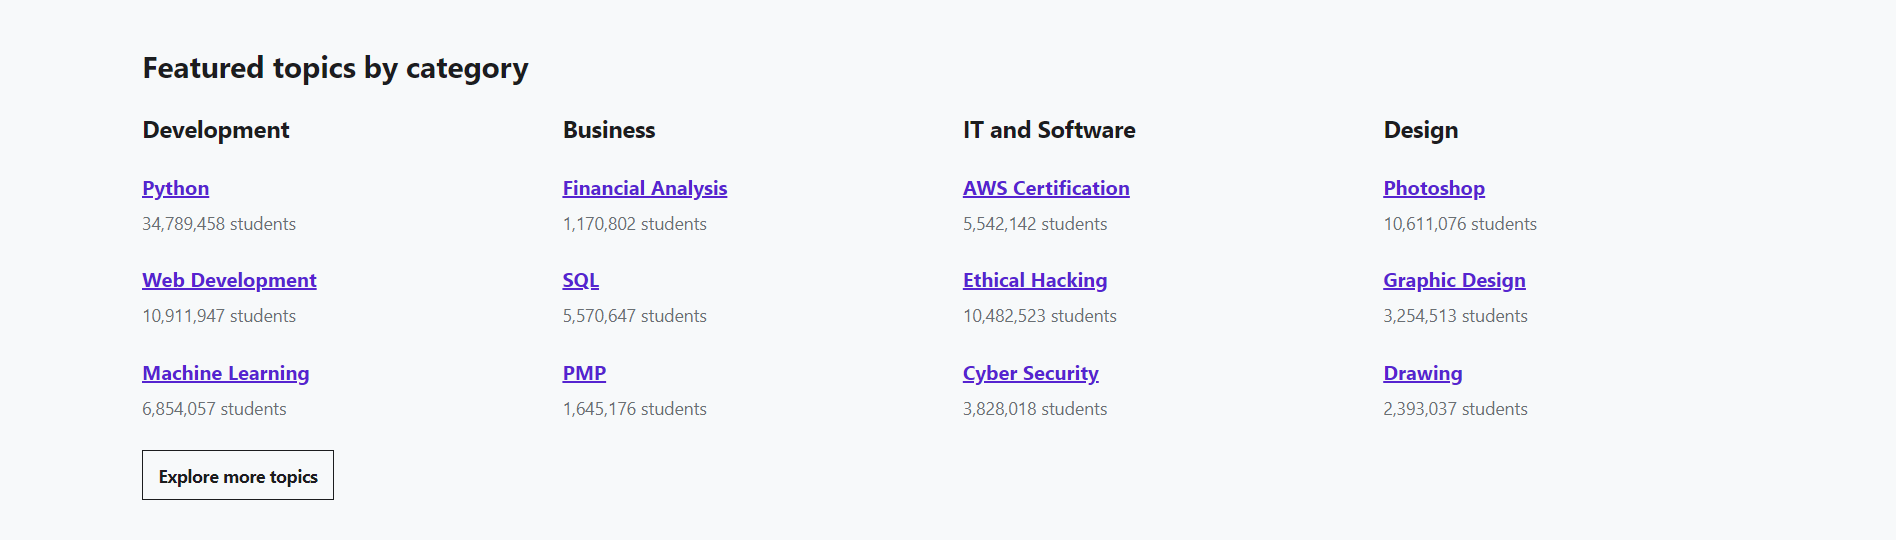 Featured topics by category
Development
Python
34,789,458 students
Web Development
10,911,947 students
Machine Learning
6,854,057 students
Business
Financial Analysis
1,170,802 students
SQL
5,570,647 students
PMP
1,645,176 students
IT and Software
AWS Certification
5,542,142 students
Ethical Hacking
10,482,523 students
Cyber Security
3,828,018 students
Design
Photoshop
10,611,076 students
Graphic Design
3,254,513 students
Drawing
2,393,037 students
Explore more topics